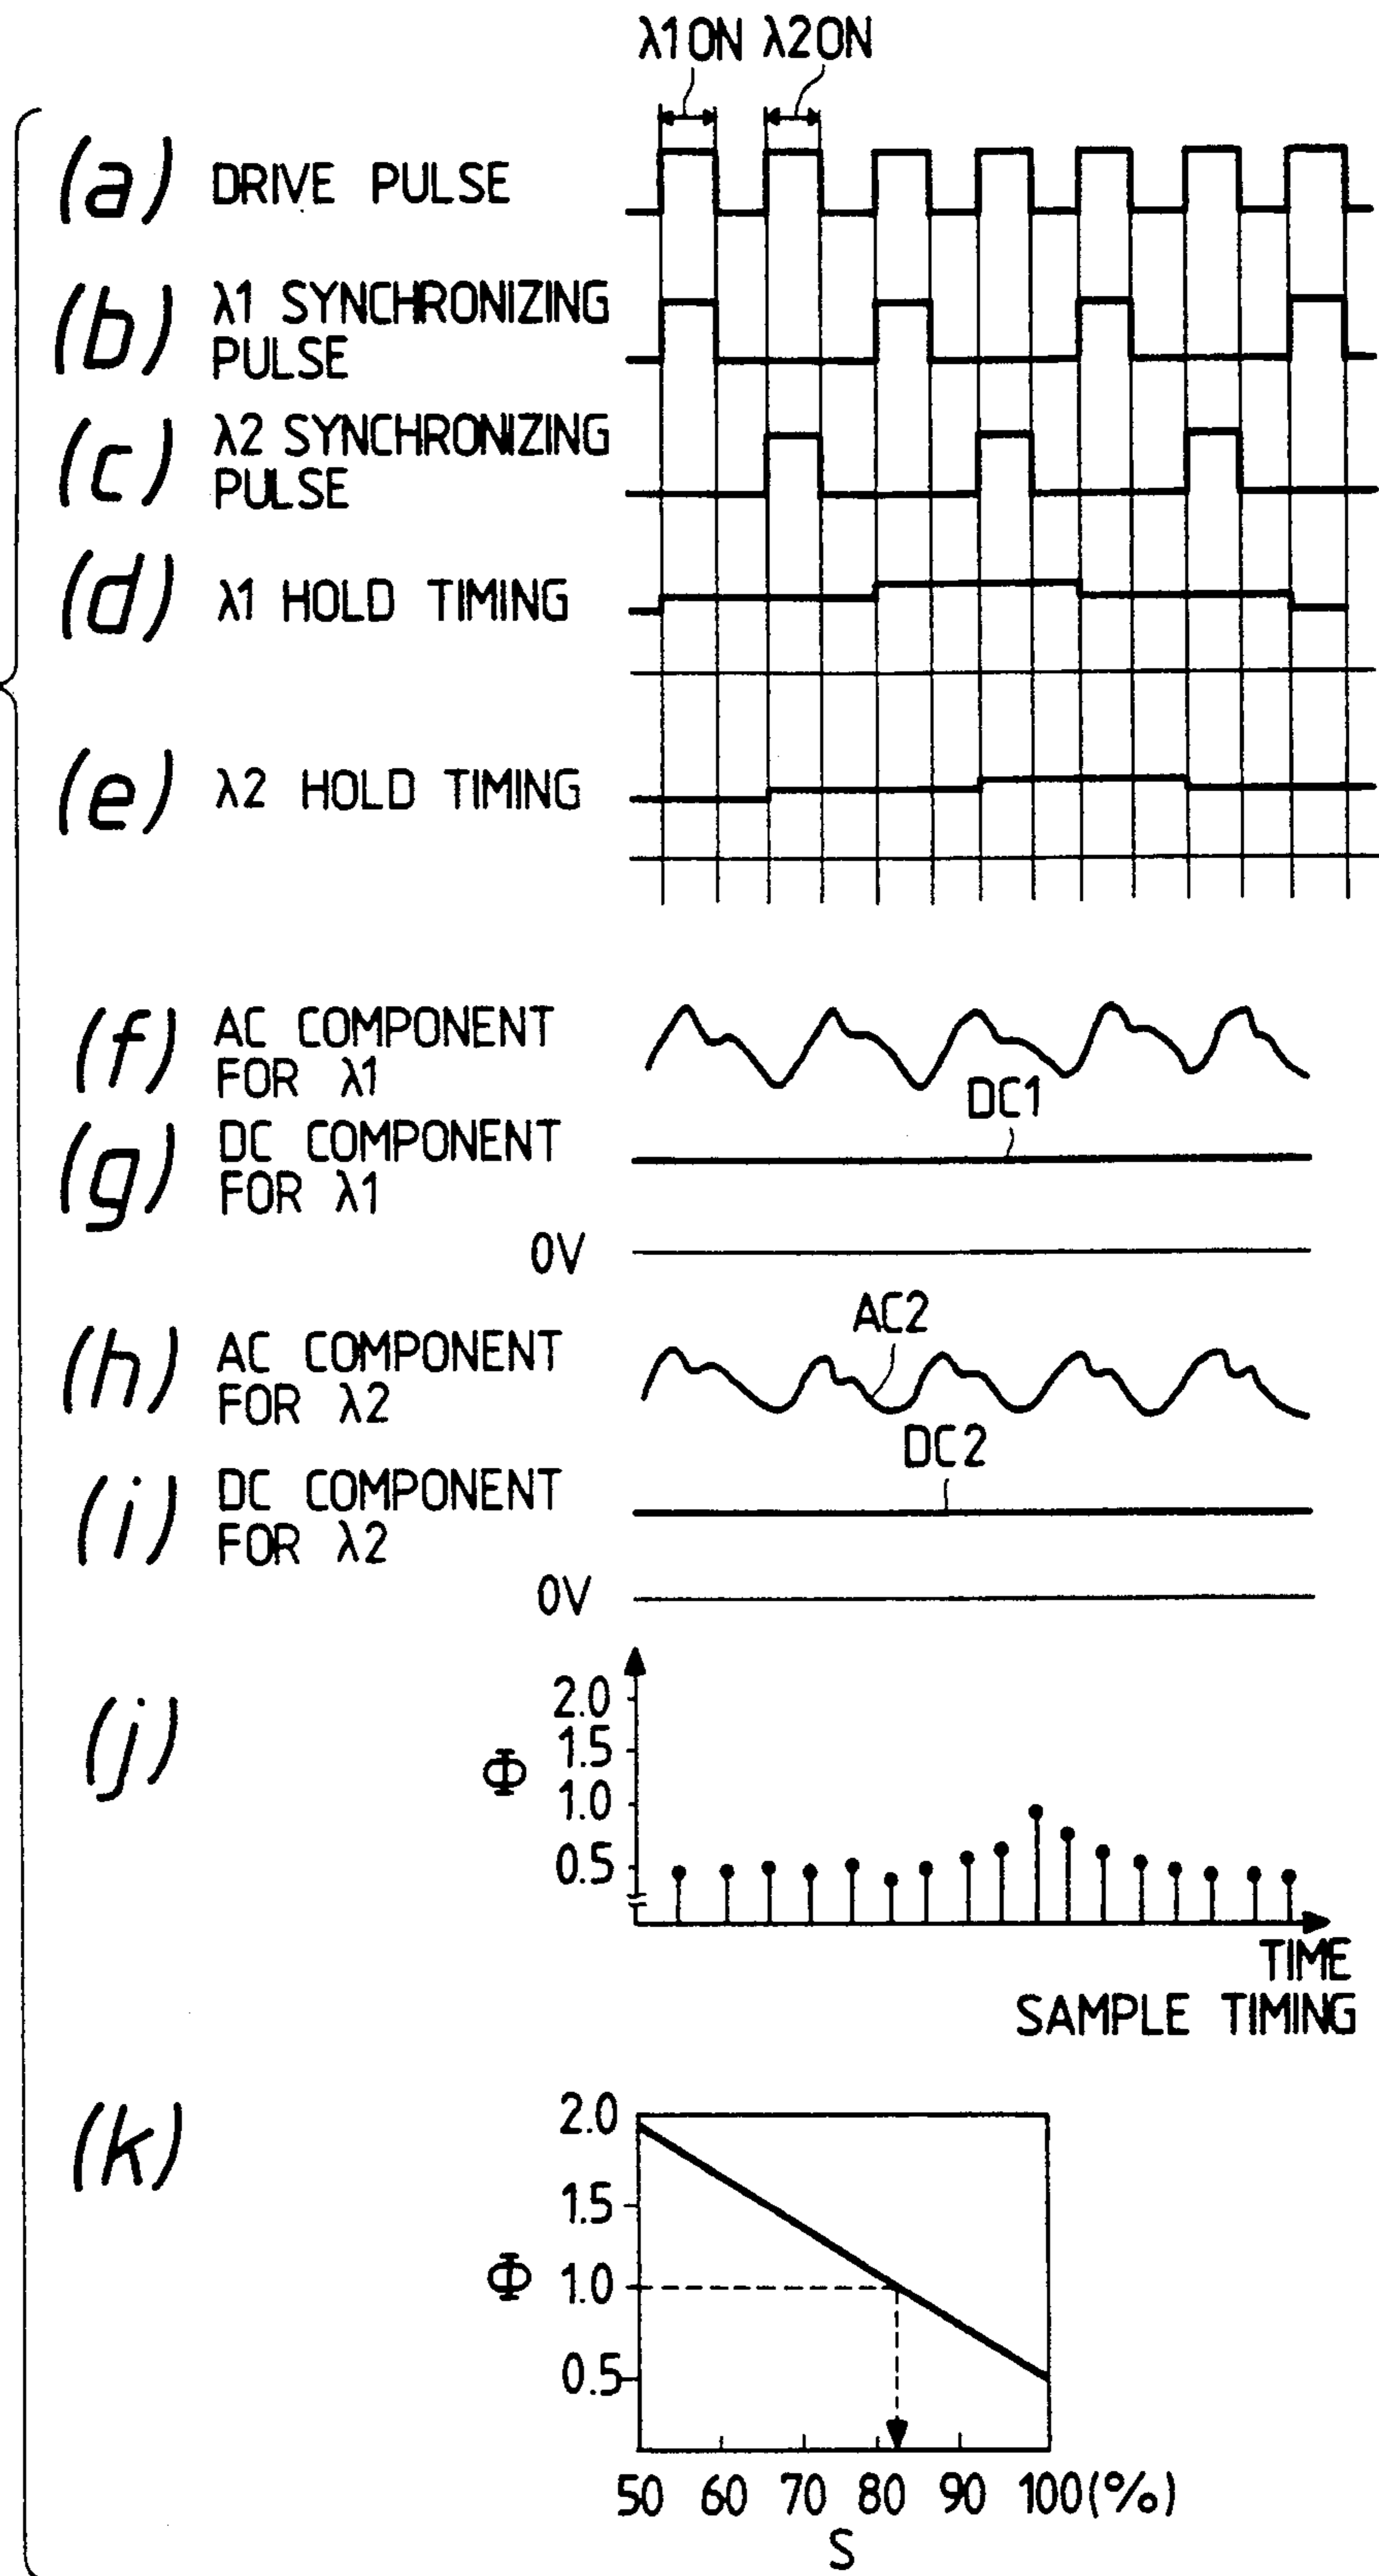 λ1ON λ2ON
(a) DRIVE PULSE
(b) λ1 SYNCHRONIZING
PULSE
(c) λ2 SYNCHRONIZING
PULSE
(d) λ1 HOLD TIMING
(e) λ2 HOLD TIMING
(f) AC COMPONENT
FOR λ1
DC1
(g) DC COMPONENT
FOR λ1
0V
AC2
(h) AC COMPONENT
FOR λ2
DC2
(i) DC COMPONENT
FOR λ2
0V
(j)
2.0
1.5
Φ
1.0
0.5
TIME
SAMPLE TIMING
(k)
2.0
1.5
Φ 1.0
0.5
50 60 70 80 90 100(%)
S